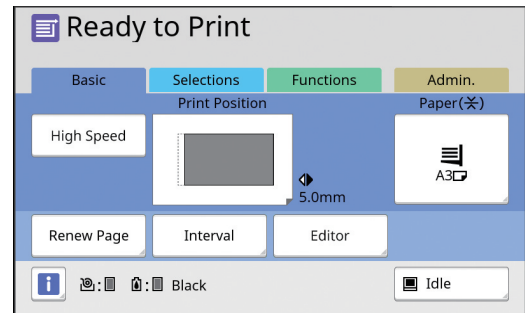 Ready to Print
Basic Selections Functions Admin.
Print Position Paper(⚹)
High Speed
A3
5.0mm
Renew Page Interval Editor
i : : Black Idle